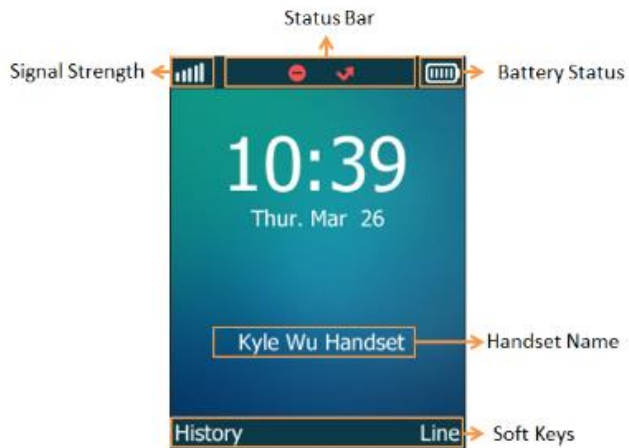 Status Bar
Signal Strength
Battery Status
10:39
Thur. Mar 26
Kyle Wu Handset
Handset Name
History
Line
Soft Keys